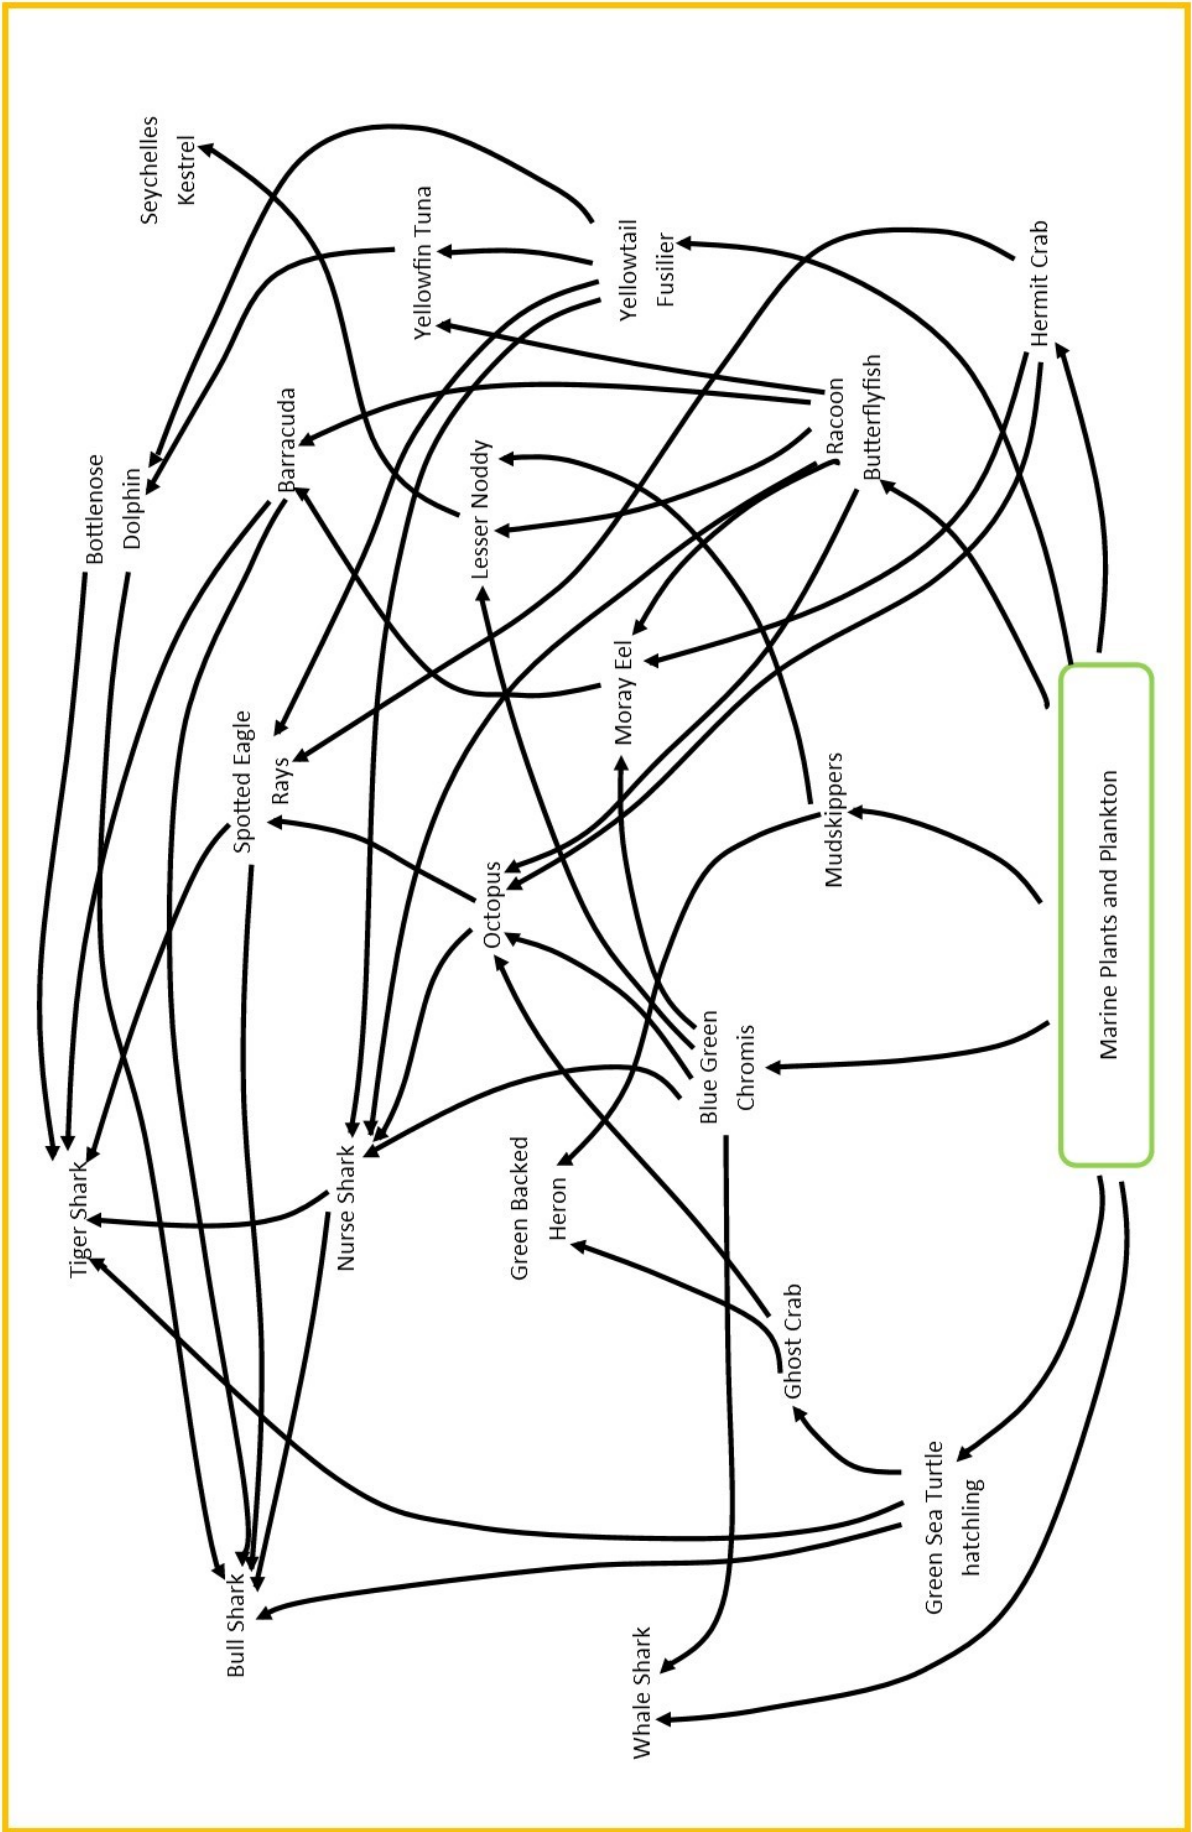 Tiger Shark
Bottlenose
Dolphin
Seychelles
Kestrel
Bull Shark
Spotted Eagle
Rays
Barracuda
Nurse Shark
Yellowfin Tuna
Green Backed
Heron
Octopus
Lesser Noddy
Whale Shark
Moray Eel
Yellowtail
Fusilier
Blue Green
Chromis
Ghost Crab
Mudskippers
Racoon
Butterflyfish
Green Sea Turtle
hatchling
Hermit Crab
Marine Plants and Plankton